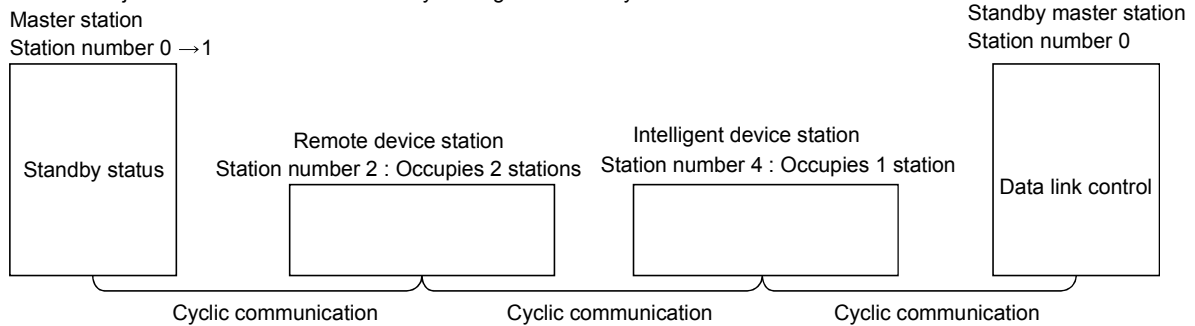 Master station
Station number 0 →1
Standby master station
Station number 0
Remote device station
Station number 2 : Occupies 2 stations
Intelligent device station
Station number 4 : Occupies 1 station
Standby status
Data link control
Cyclic communication
Cyclic communication
Cyclic communication